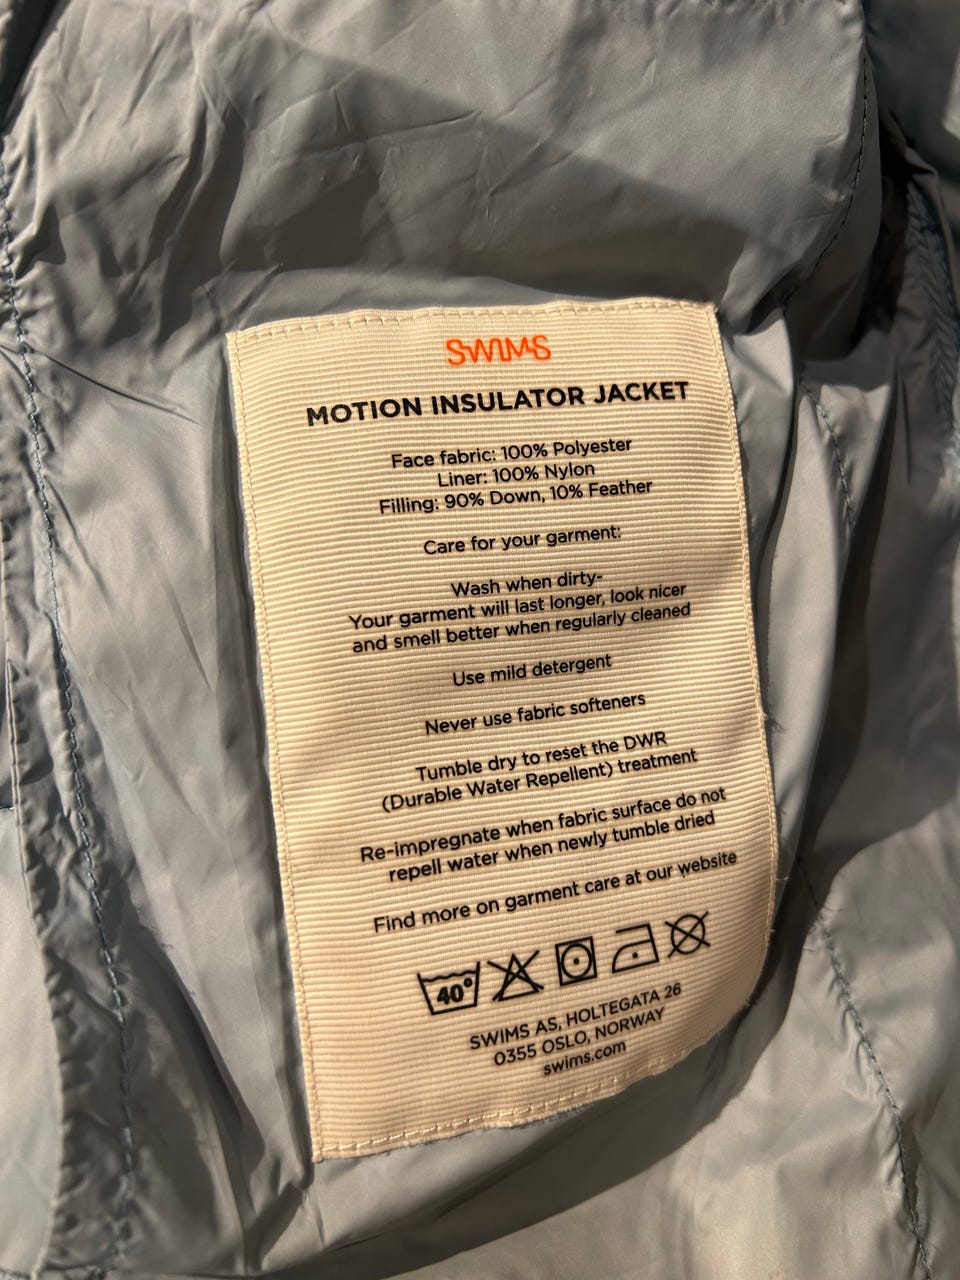 SWIMS
MOTION INSULATOR JACKET
Face fabric: 100% Polyester
Liner: 100% Nylon
Filling: 90% Down, 10% Feather
Care for your garment:
Wash when dirty-
Your garment will last longer, look nicer
and smell better when regularly cleaned
Use mild detergent
Never use fabric softeners
Tumble dry to reset the DWR
(Durable Water Repellent) treatment
Re-impregnate when fabric surface do not
repell water when newly tumble dried
Find more on garment care at our website
40°
SWIMS AS, HOLTEGATA 26
0355 OSLO, NORWAY
swims.com